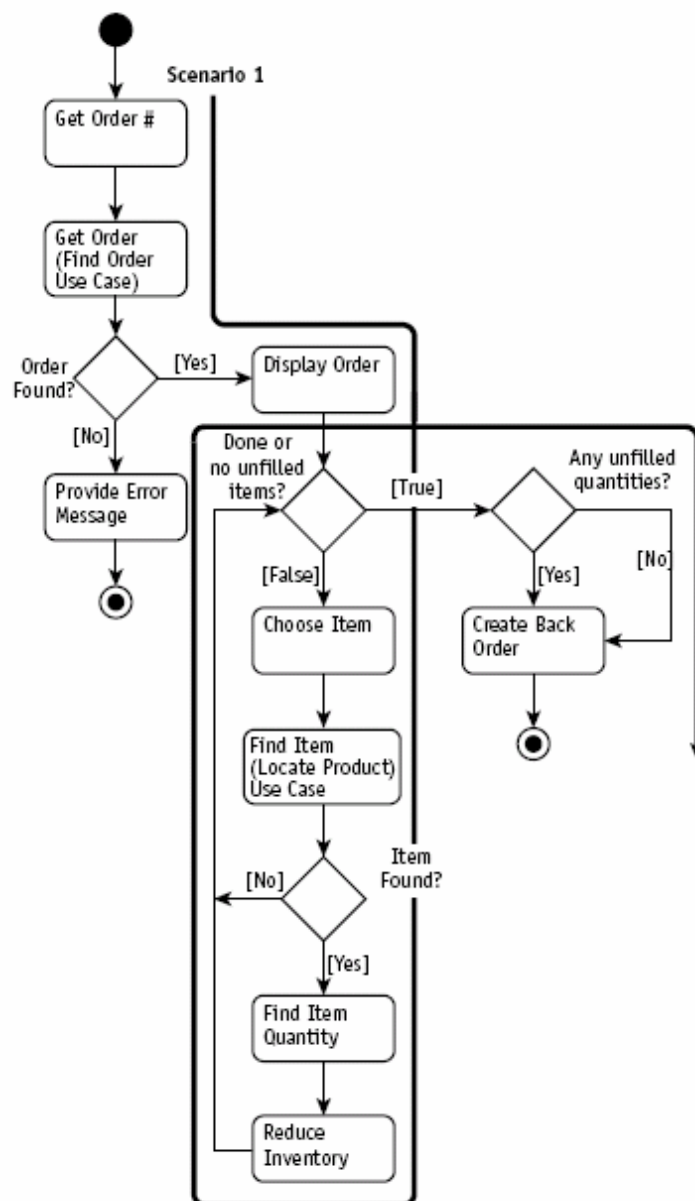 Scenario 1
Get Order #
Get Order
(Find Order
Use Case)
Order
Found?
[Yes]
Display Order
[No]
Provide Error
Message
Done or
no unfilled
items?
[True]
Any unfilled
quantities?
[No]
[Yes]
[False]
Choose Item
Create Back
Order
Find Item
(Locate Product)
Use Case
Item
Found?
[No]
[Yes]
Find Item
Quantity
Reduce
Inventory